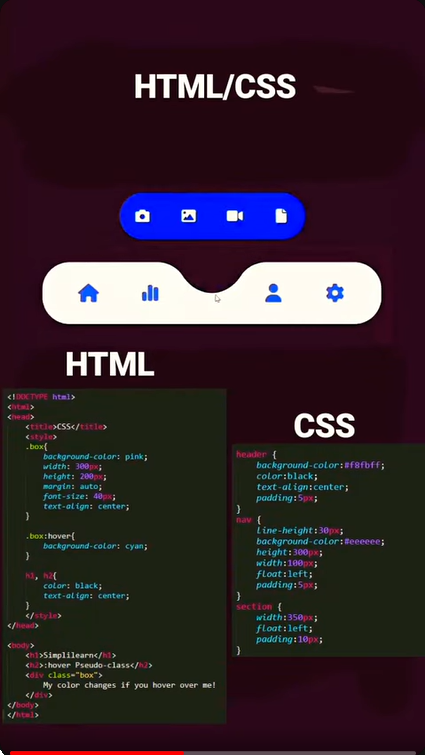 HTML/CSS
HTML
<!DOCTYPE html>
<html>
<head>
<title>CSS</title>
<style>
.box{
background-color: pink;
width: 300px;
height: 200px;
margin: auto;
font-size: 40px;
text-align: center;
}
.box:hover{
background-color: cyan;
}
h1, h2{
color: black;
text-align: center;
}
</style>
</head>
<body>
<h1>Simplilearn</h1>
<h2>:hover Pseudo-class</h2>
<div class="box">
My color changes if you hover over me!
</div>
</body>
</html>
CSS
header {
background-color:#f8fbff;
color:black;
text-align:center;
padding:5px;
}
nav {
line-height:30px;
background-color:#eeeeee;
height:300px;
width:100px;
float:left;
padding:5px;
}
section {
width:350px;
float:left;
padding:10px;
}